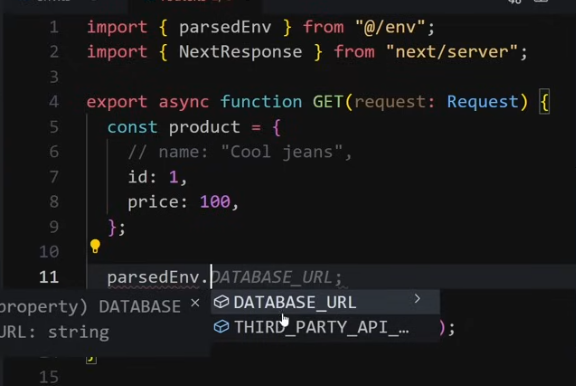 1 import { parsedEnv } from "@/env";
2 import { NextResponse } from "next/server";
3
4 export async function GET(request: Request) {
5 const product = {
6 // name: "Cool jeans",
7 id: 1,
8 price: 100,
9 };
10
11 parsedEnv.DATABASE_URL;
property) DATABASE ×
URL: string
DATABASE_URL >
THIRD_PARTY_API_… );
}
15